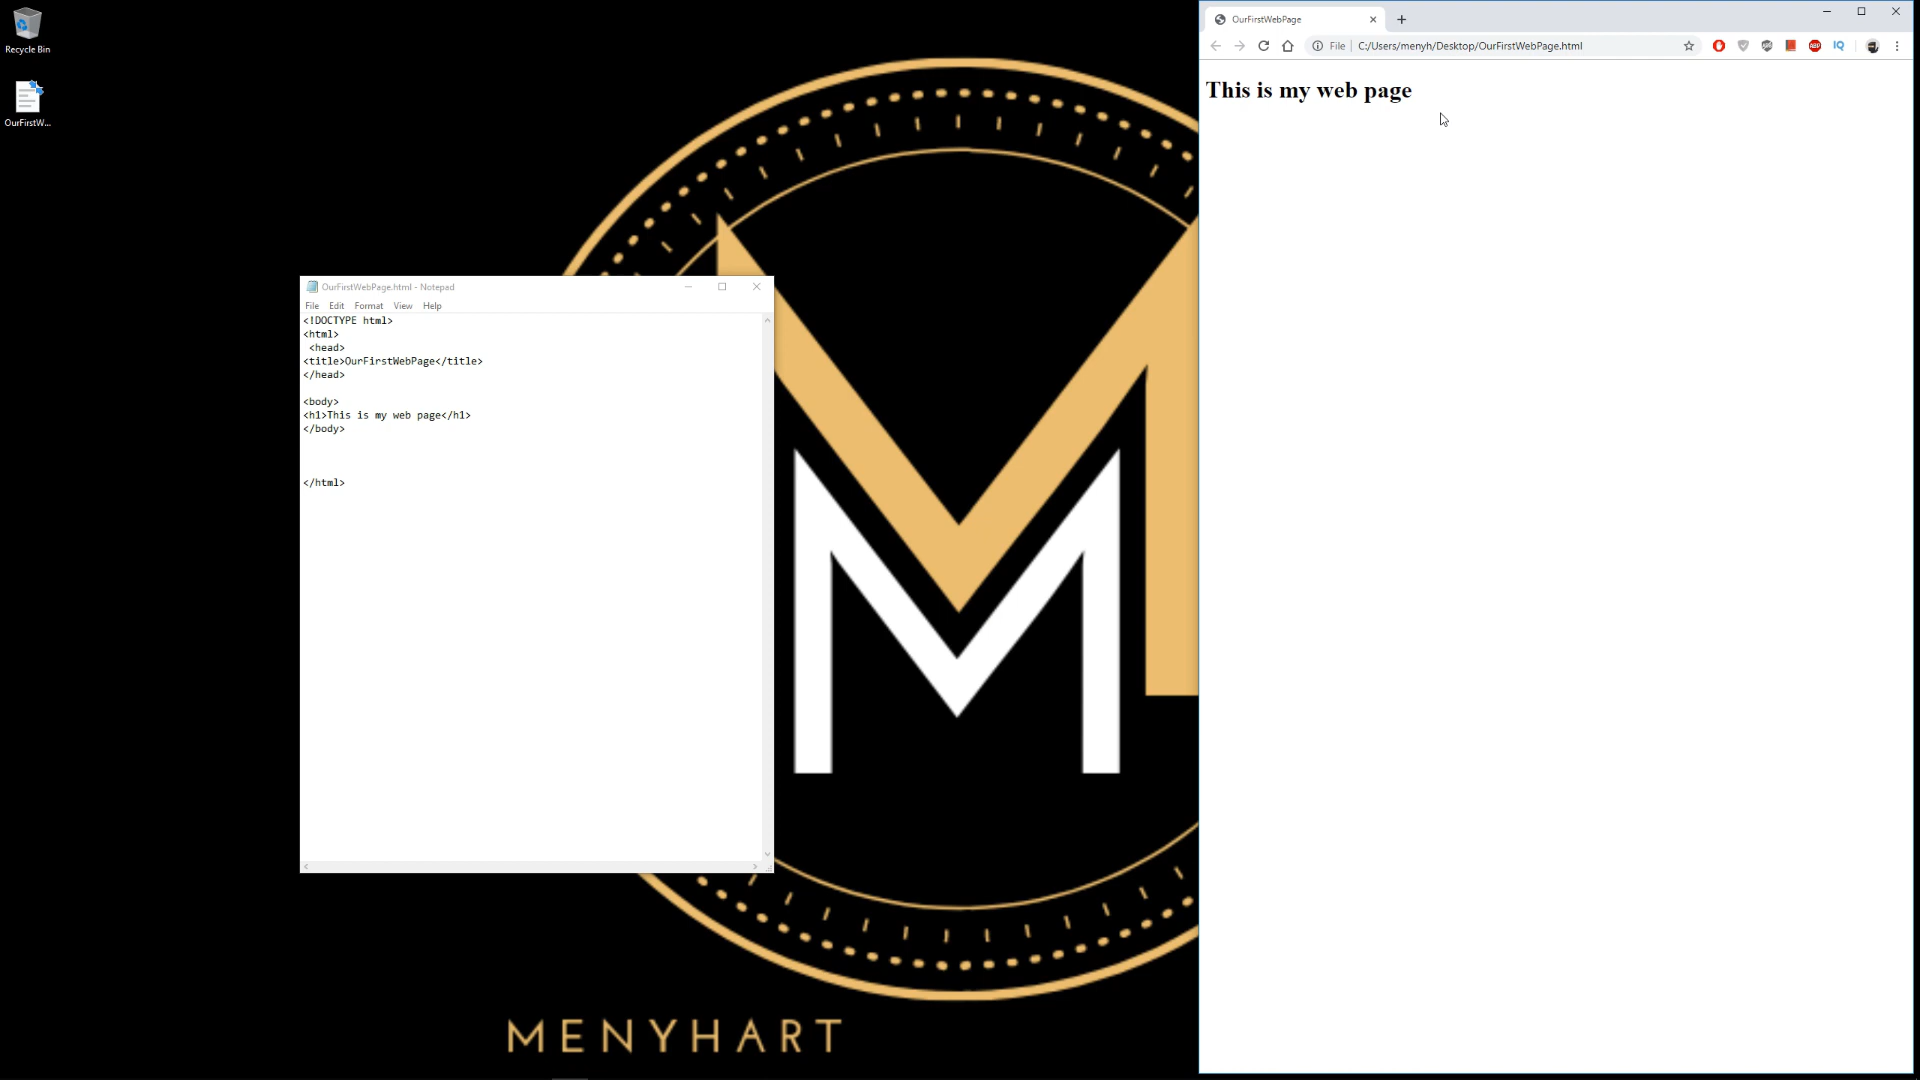 Recycle Bin
OurFirstW...
OurFirstWebPage.html - Notepad
File Edit Format View Help
<!DOCTYPE html>
<html>
<head>
<title>OurFirstWebPage</title>
</head>
<body>
<h1>This is my web page</h1>
</body>
</html>
MENYHART
OurFirstWebPage
File C:/Users/menyh/Desktop/OurFirstWebPage.html
ABP
IQ
This is my web page